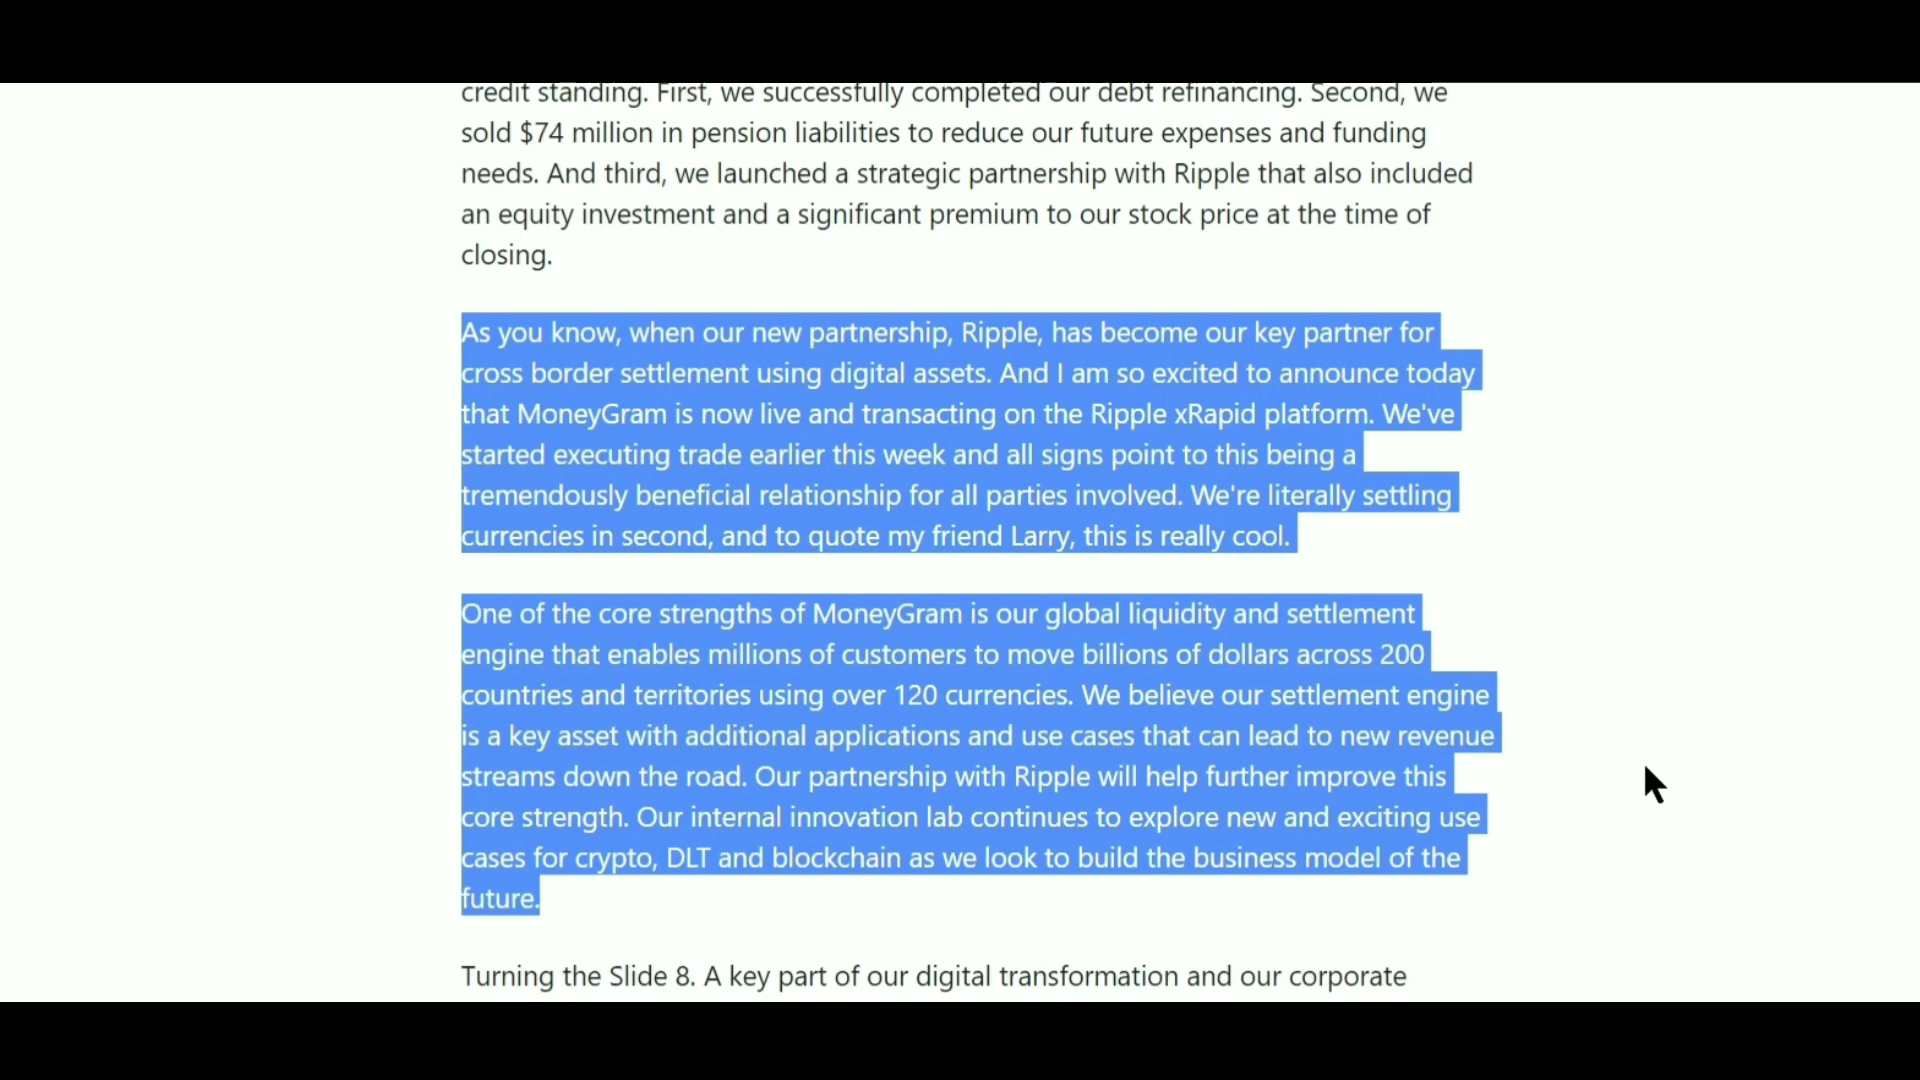 credit standing. First, we successfully completed our debt refinancing. Second, we
sold $74 million in pension liabilities to reduce our future expenses and funding
needs. And third, we launched a strategic partnership with Ripple that also included
an equity investment and a significant premium to our stock price at the time of
closing.
As you know, when our new partnership, Ripple, has become our key partner for
cross border settlement using digital assets. And I am so excited to announce today
that MoneyGram is now live and transacting on the Ripple xRapid platform. We've
started executing trade earlier this week and all signs point to this being a
tremendously beneficial relationship for all parties involved. We're literally settling
currencies in second, and to quote my friend Larry, this is really cool.
One of the core strengths of MoneyGram is our global liquidity and settlement
engine that enables millions of customers to move billions of dollars across 200
countries and territories using over 120 currencies. We believe our settlement engine
is a key asset with additional applications and use cases that can lead to new revenue
streams down the road. Our partnership with Ripple will help further improve this
core strength. Our internal innovation lab continues to explore new and exciting use
cases for crypto, DLT and blockchain as we look to build the business model of the
future.
Turning the Slide 8. A key part of our digital transformation and our corporate